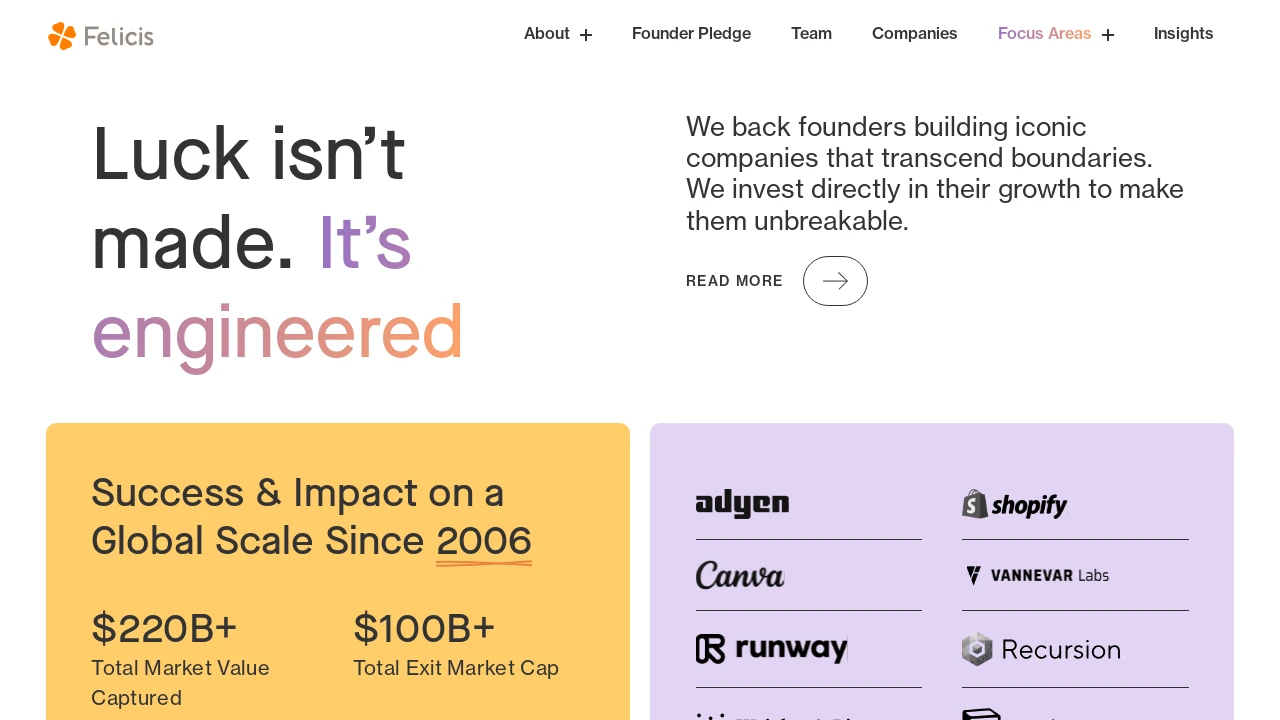 Felicis
About
Founder Pledge
Team
Companies
Focus Areas
Insights
Luck isn’t
made. It’s
engineered
We back founders building iconic
companies that transcend boundaries.
We invest directly in their growth to make
them unbreakable.
READ MORE
Success & Impact on a
Global Scale Since 2006
$220B+
Total Market Value
Captured
$100B+
Total Exit Market Cap
adyen
shopify
Canva
VANNEVAR Labs
runway
Recursion